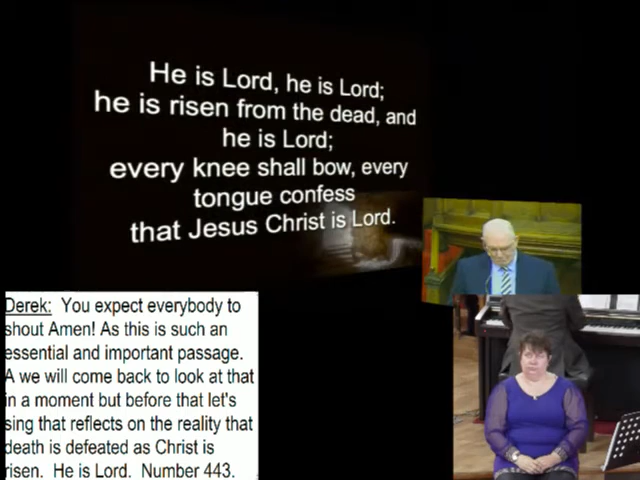 He is Lord, he is Lord;
he is risen from the dead, and
he is Lord;
every knee shall bow, every
tongue confess
that Jesus Christ is Lord.
Derek: You expect everybody to
shout Amen! As this is such an
essential and important passage.
A we will come back to look at that
in a moment but before that let's
sing that reflects on the reality that
death is defeated as Christ is
risen. He is Lord. Number 443.